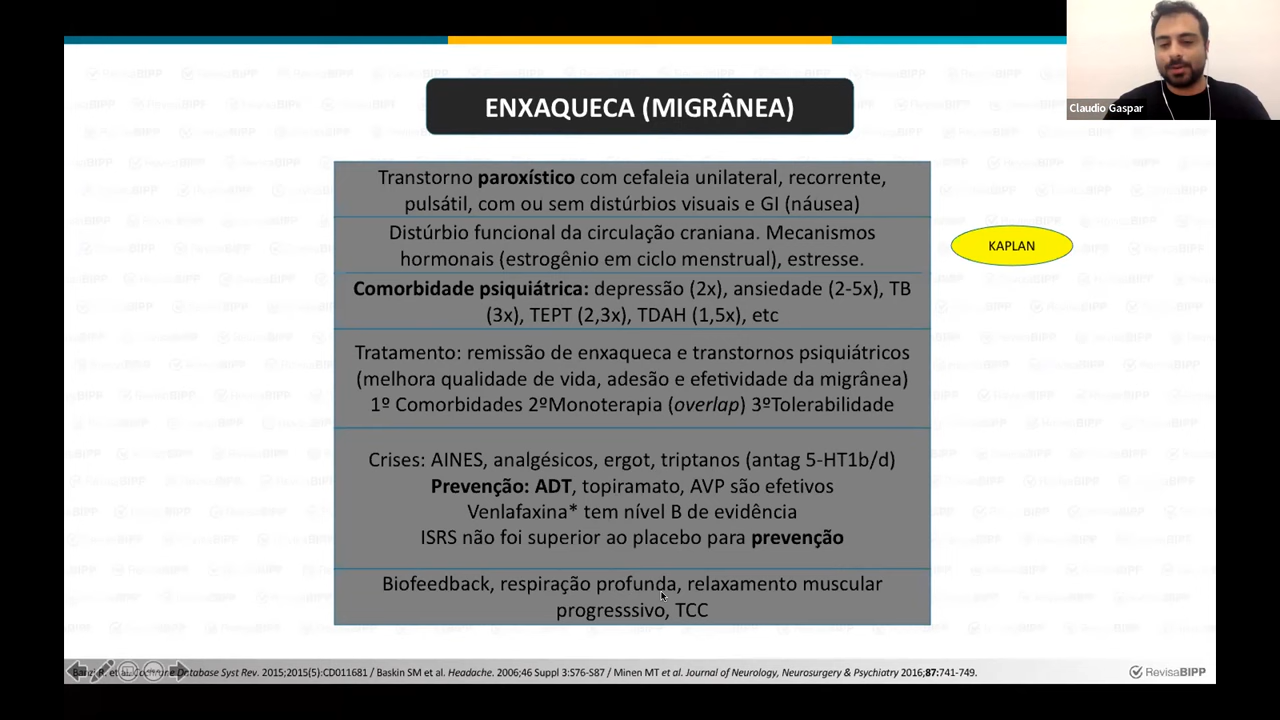 Claudio Gaspar
ENXAQUECA (MIGRÂNEA)
Transtorno paroxístico com cefaleia unilateral, recorrente,
pulsátil, com ou sem distúrbios visuais e GI (náusea)
Distúrbio funcional da circulação craniana. Mecanismos
hormonais (estrogênio em ciclo menstrual), estresse.
KAPLAN
Comorbidade psiquiátrica: depressão (2x), ansiedade (2-5x), TB
(3x), TEPT (2,3x), TDAH (1,5x), etc
Tratamento: remissão de enxaqueca e transtornos psiquiátricos
(melhora qualidade de vida, adesão e efetividade da migrânea)
1º Comorbidades 2ºMonoterapia (overlap) 3ºTolerabilidade
Crises: AINES, analgésicos, ergot, triptanos (antag 5-HT1b/d)
Prevenção: ADT, topiramato, AVP são efetivos
Venlafaxina* tem nível B de evidência
ISRS não foi superior ao placebo para prevenção
Biofeedback, respiração profunda, relaxamento muscular
progresssivo, TCC
et al. Database Syst Rev. 2015;2015(5):CD011681 / Baskin SM et al. Headache. 2006;46 Suppl 3:S76-S87 / Minen MT et al. Journal of Neurology, Neurosurgery & Psychiatry 2016;87:741-749.
RevisaBIPP